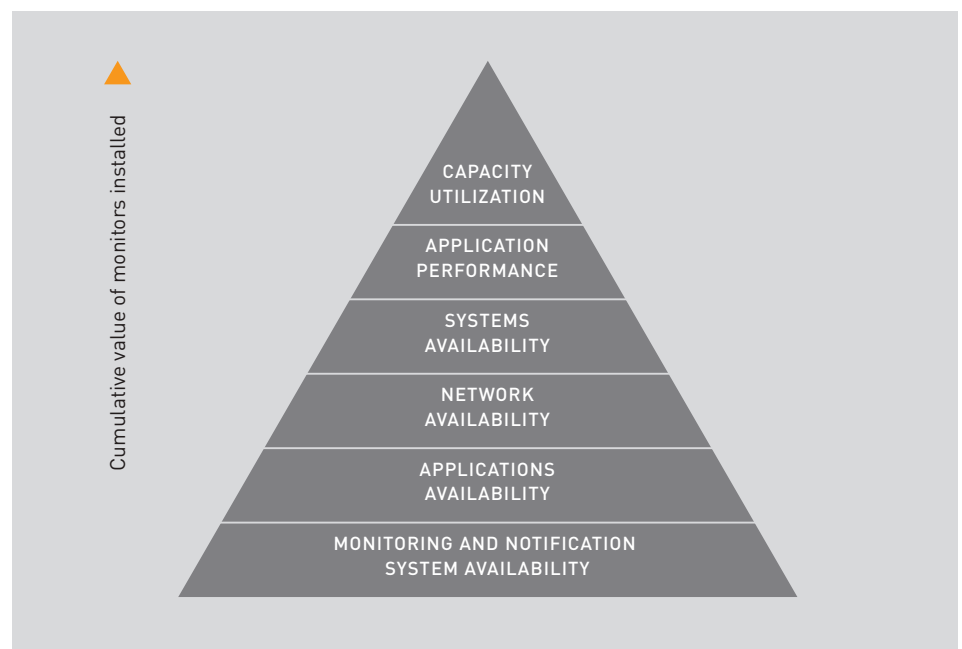 Cumulative value of monitors installed
CAPACITY
UTILIZATION
APPLICATION
PERFORMANCE
SYSTEMS
AVAILABILITY
NETWORK
AVAILABILITY
APPLICATIONS
AVAILABILITY
MONITORING AND NOTIFICATION
SYSTEM AVAILABILITY